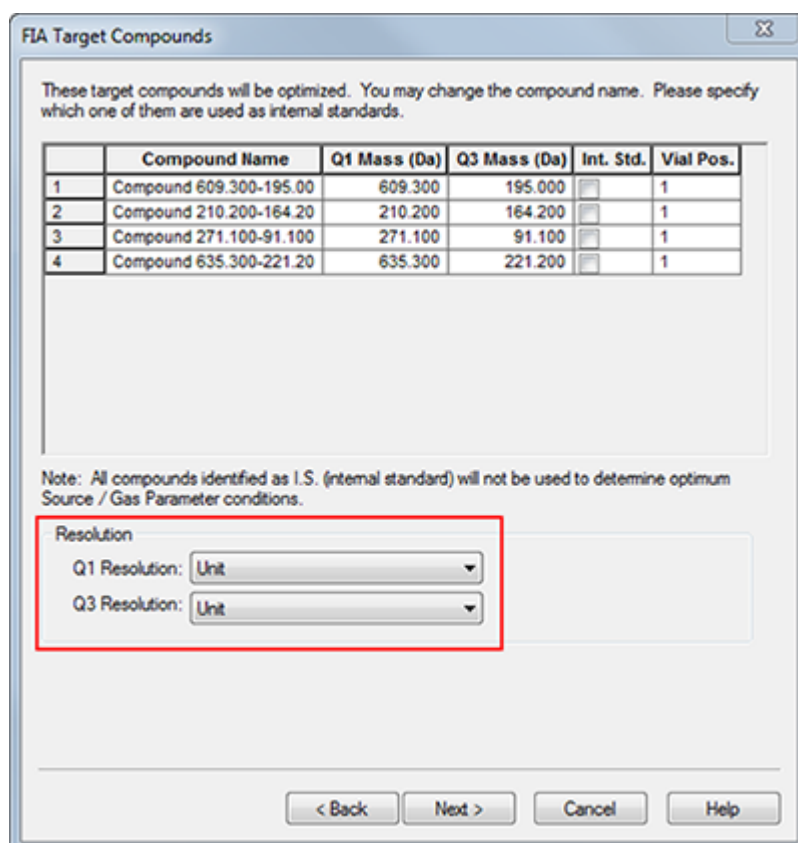 FIA Target Compounds
These target compounds will be optimized. You may change the compound name. Please specify
which one of them are used as internal standards.
Compound Name Q1 Mass (Da) Q3 Mass (Da) Int. Std. Vial Pos.
1 Compound 609.300-195.00 609.300 195.000 1
2 Compound 210.200-164.20 210.200 164.200 1
3 Compound 271.100-91.100 271.100 91.100 1
4 Compound 635.300-221.20 635.300 221.200 1
Note: All compounds identified as I.S. (internal standard) will not be used to determine optimum
Source / Gas Parameter conditions.
Resolution
Q1 Resolution: Unit
Q3 Resolution: Unit
< Back Next > Cancel Help